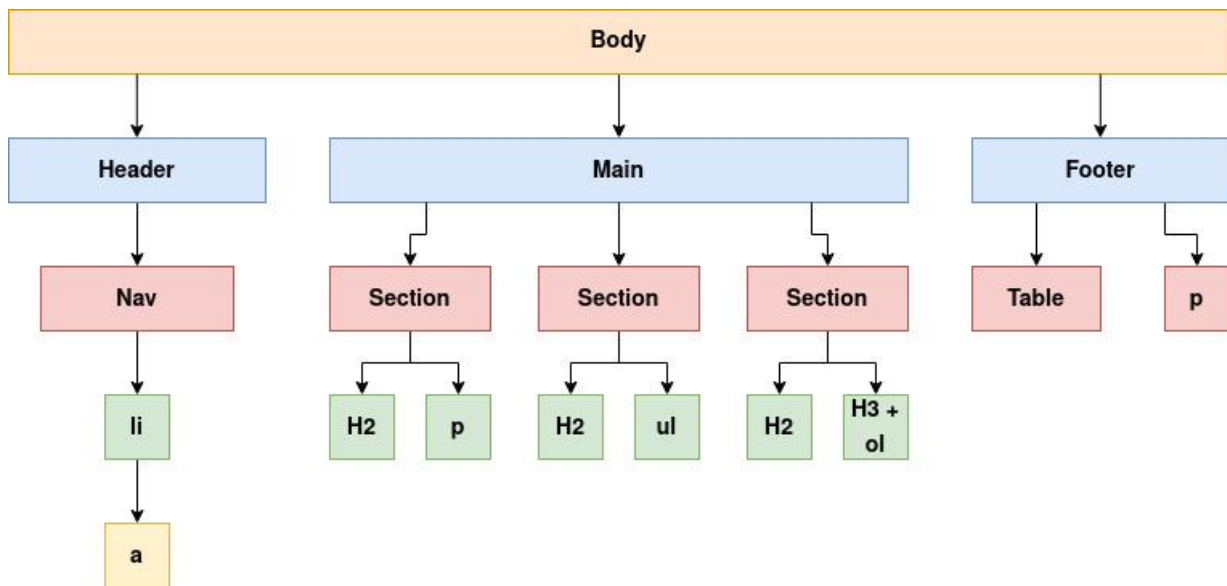 Body
Header
Main
Footer
Nav
Section
Section
Section
Table
p
li
H2
p
H2
ul
H2
H3 +
ol
a